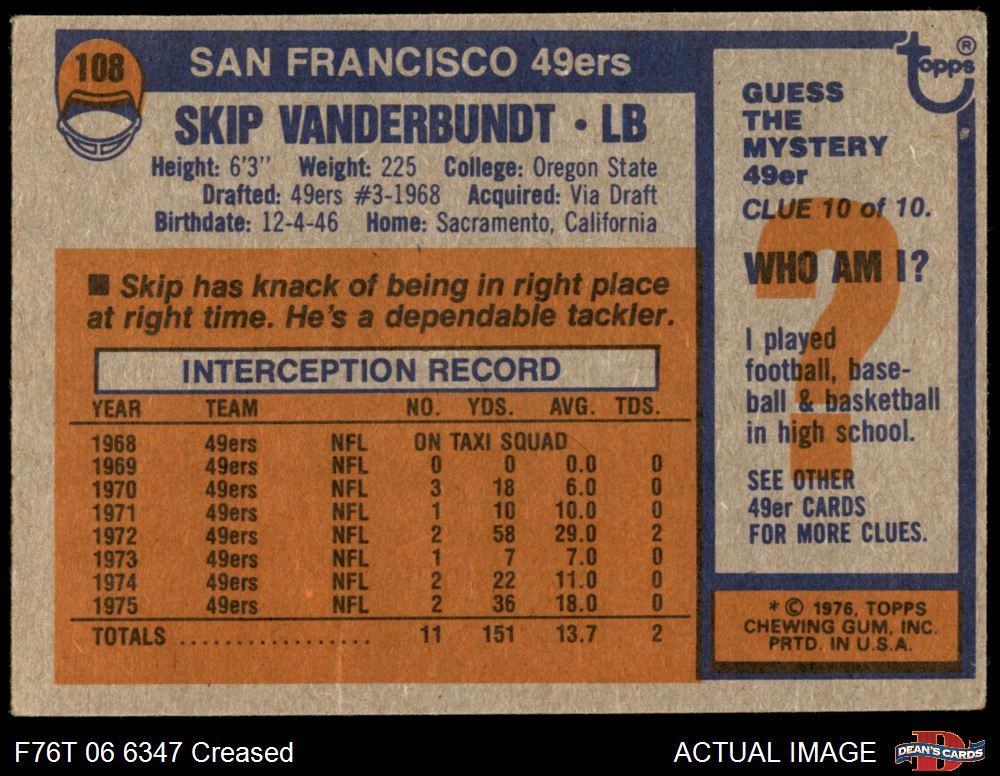 108
SAN FRANCISCO 49ers
topps®
SKIP VANDERBUNDT • LB
Height: 6'3'' Weight: 225 College: Oregon State
Drafted: 49ers #3-1968 Acquired: Via Draft
Birthdate: 12-4-46 Home: Sacramento, California
■ Skip has knack of being in right place
at right time. He's a dependable tackler.
INTERCEPTION RECORD
YEAR TEAM NO. YDS. AVG. TDS.
1968 49ers NFL ON TAXI SQUAD
1969 49ers NFL 0 0 0.0 0
1970 49ers NFL 3 18 6.0 0
1971 49ers NFL 1 10 10.0 0
1972 49ers NFL 2 58 29.0 2
1973 49ers NFL 1 7 7.0 0
1974 49ers NFL 2 22 11.0 0
1975 49ers NFL 2 36 18.0 0
TOTALS .................. 11 151 13.7 2
GUESS
THE
MYSTERY
49er
CLUE 10 of 10.
?
WHO AM I?
I played
football, base-
ball & basketball
in high school.
SEE OTHER
49er CARDS
FOR MORE CLUES.
* © 1976, TOPPS
CHEWING GUM, INC.
PRTD. IN U.S.A.
F76T 06 6347 Creased
ACTUAL IMAGE
D
DEAN'S CARDS